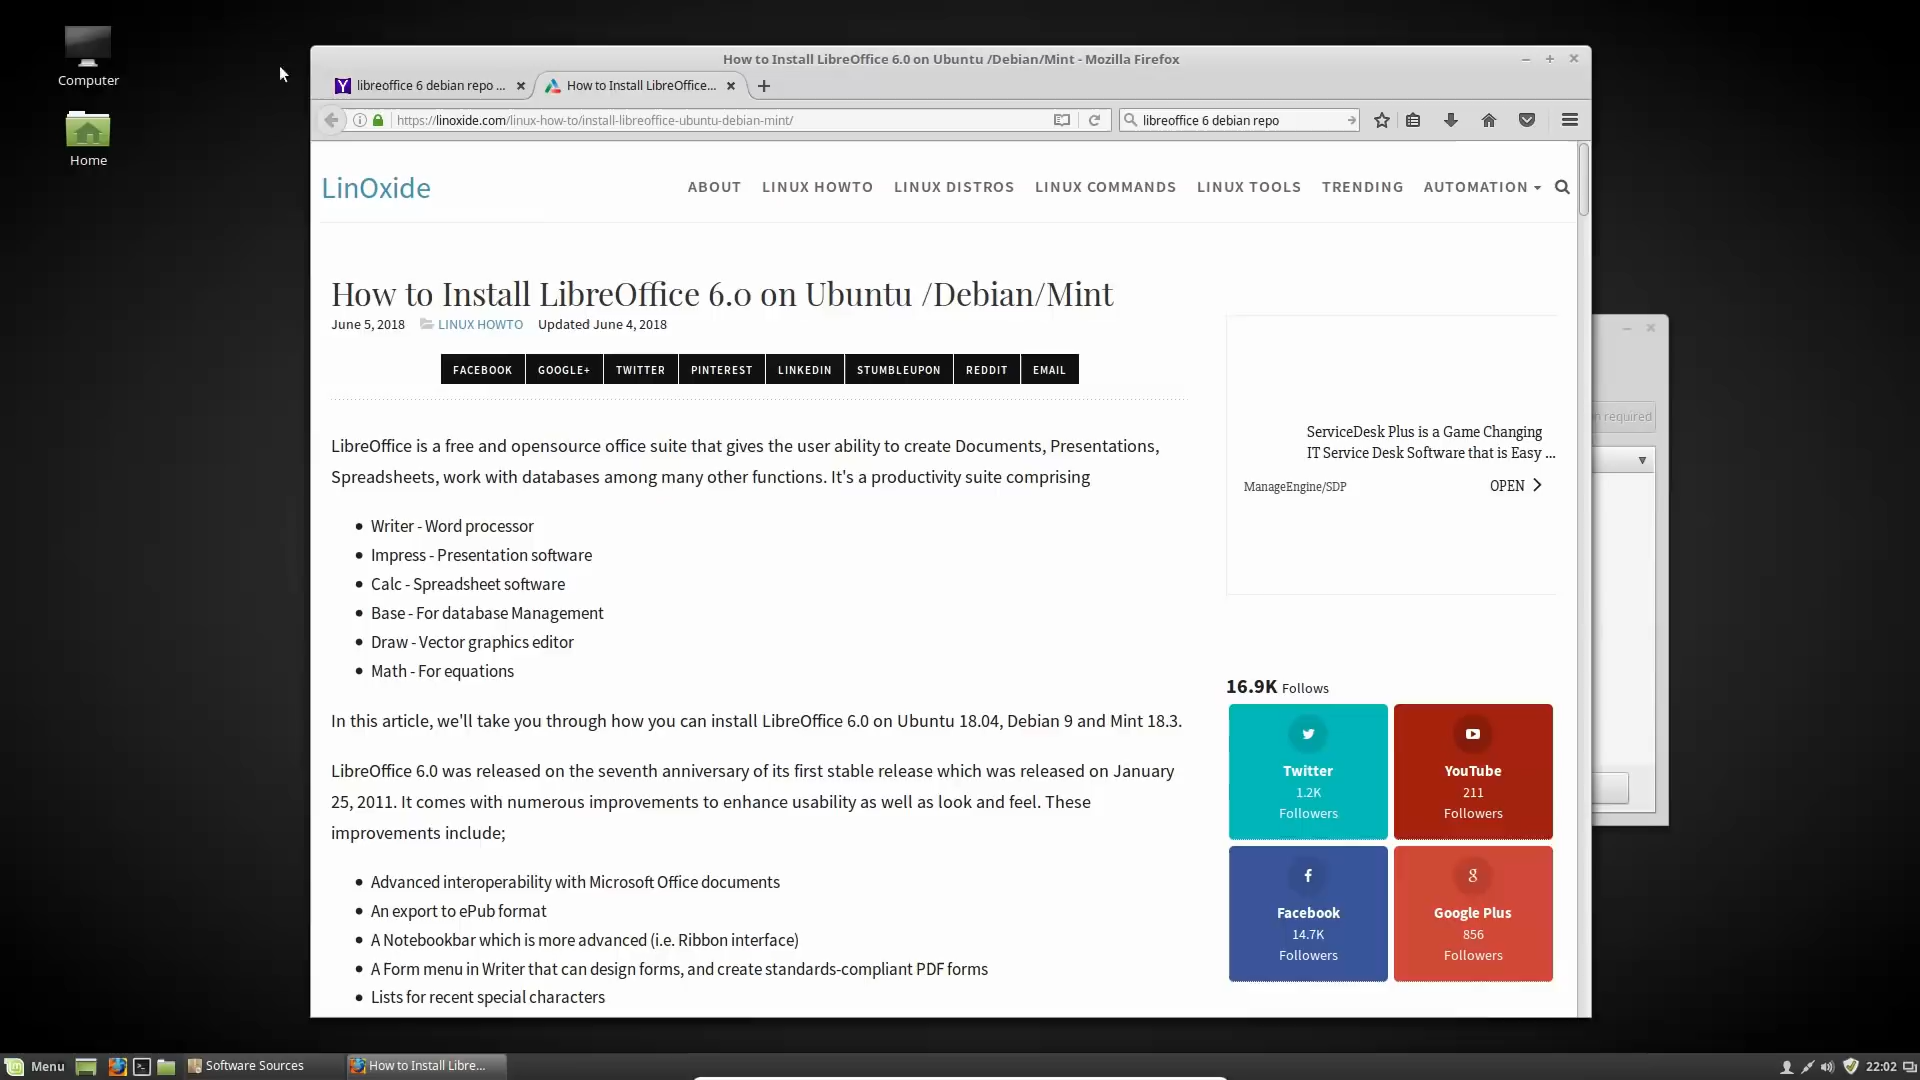 Computer
Home
How to Install LibreOffice 6.0 on Ubuntu /Debian/Mint - Mozilla Firefox
libreoffice 6 debian repo ...
How to Install LibreOffice...
https://linoxide.com/linux-how-to/install-libreoffice-ubuntu-debian-mint/
libreoffice 6 debian repo
LinOxide
ABOUT LINUX HOWTO LINUX DISTROS LINUX COMMANDS LINUX TOOLS TRENDING AUTOMATION
How to Install LibreOffice 6.0 on Ubuntu /Debian/Mint
June 5, 2018 LINUX HOWTO Updated June 4, 2018
FACEBOOK GOOGLE+ TWITTER PINTEREST LINKEDIN STUMBLEUPON REDDIT EMAIL
LibreOffice is a free and opensource office suite that gives the user ability to create Documents, Presentations,
Spreadsheets, work with databases among many other functions. It's a productivity suite comprising
Writer - Word processor
Impress - Presentation software
Calc - Spreadsheet software
Base - For database Management
Draw - Vector graphics editor
Math - For equations
In this article, we'll take you through how you can install LibreOffice 6.0 on Ubuntu 18.04, Debian 9 and Mint 18.3.
LibreOffice 6.0 was released on the seventh anniversary of its first stable release which was released on January
25, 2011. It comes with numerous improvements to enhance usability as well as look and feel. These
improvements include;
Advanced interoperability with Microsoft Office documents
An export to ePub format
A Notebookbar which is more advanced (i.e. Ribbon interface)
A Form menu in Writer that can design forms, and create standards-compliant PDF forms
Lists for recent special characters
ServiceDesk Plus is a Game Changing
IT Service Desk Software that is Easy ...
ManageEngine/SDP OPEN
16.9K Follows
Twitter
1.2K
Followers
YouTube
211
Followers
Facebook
14.7K
Followers
Google Plus
856
Followers
required
Menu
Software Sources
How to Install Libre...
22:02